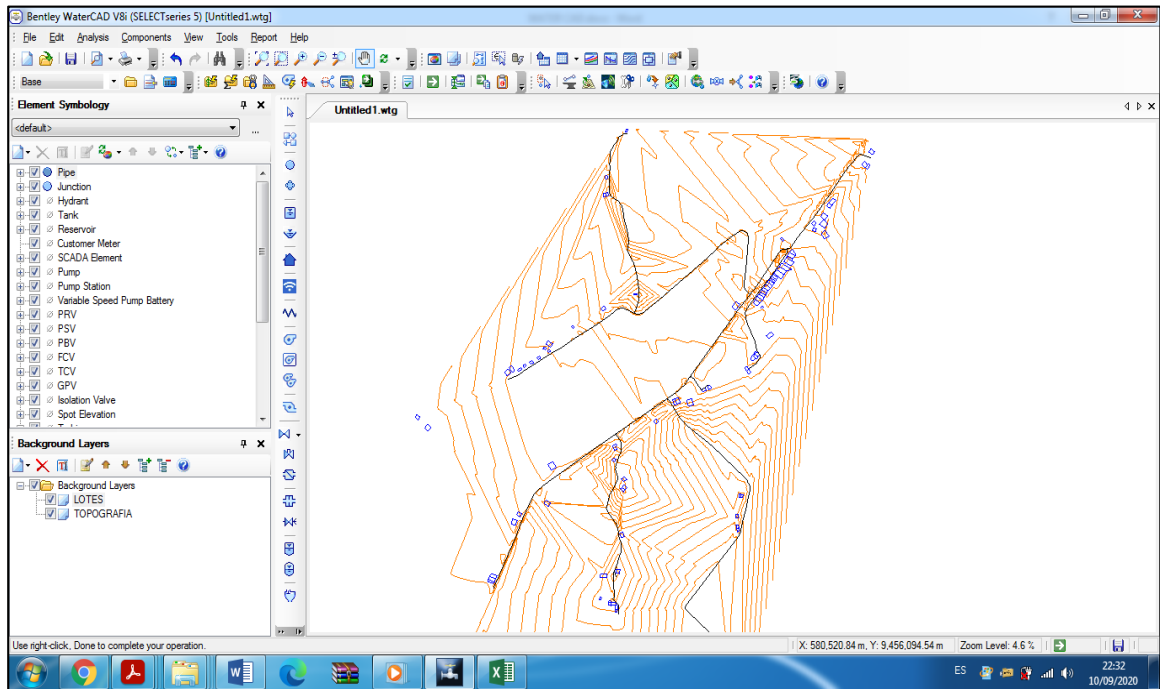 Bentley WaterCAD V8i (SELECTseries 5) [Untitled1.wtg]
File Edit Analysis Components View Tools Report Help
Base
Element Symbology
<default>
...
Pipe
Junction
Hydrant
Tank
Reservoir
Customer Meter
SCADA Element
Pump
Pump Station
Variable Speed Pump Battery
PRV
PSV
PBV
FCV
TCV
GPV
Isolation Valve
Spot Elevation
Background Layers
Background Layers
LOTES
TOPOGRAFIA
Untitled1.wtg
Use right-click, Done to complete your operation.
X: 580,520.84 m, Y: 9,456,094.54 m
Zoom Level: 4.6 %
ES
22:32
10/09/2020